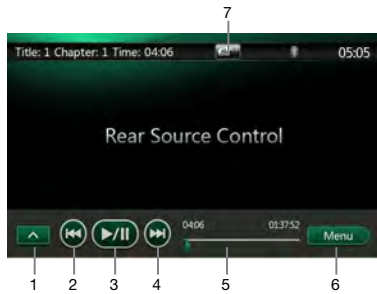 7
Title: 1 Chapter: 1 Time: 04:06 05:05
Rear Source Control
04:06 01:37:52
Menu
1 2 3 4 5 6